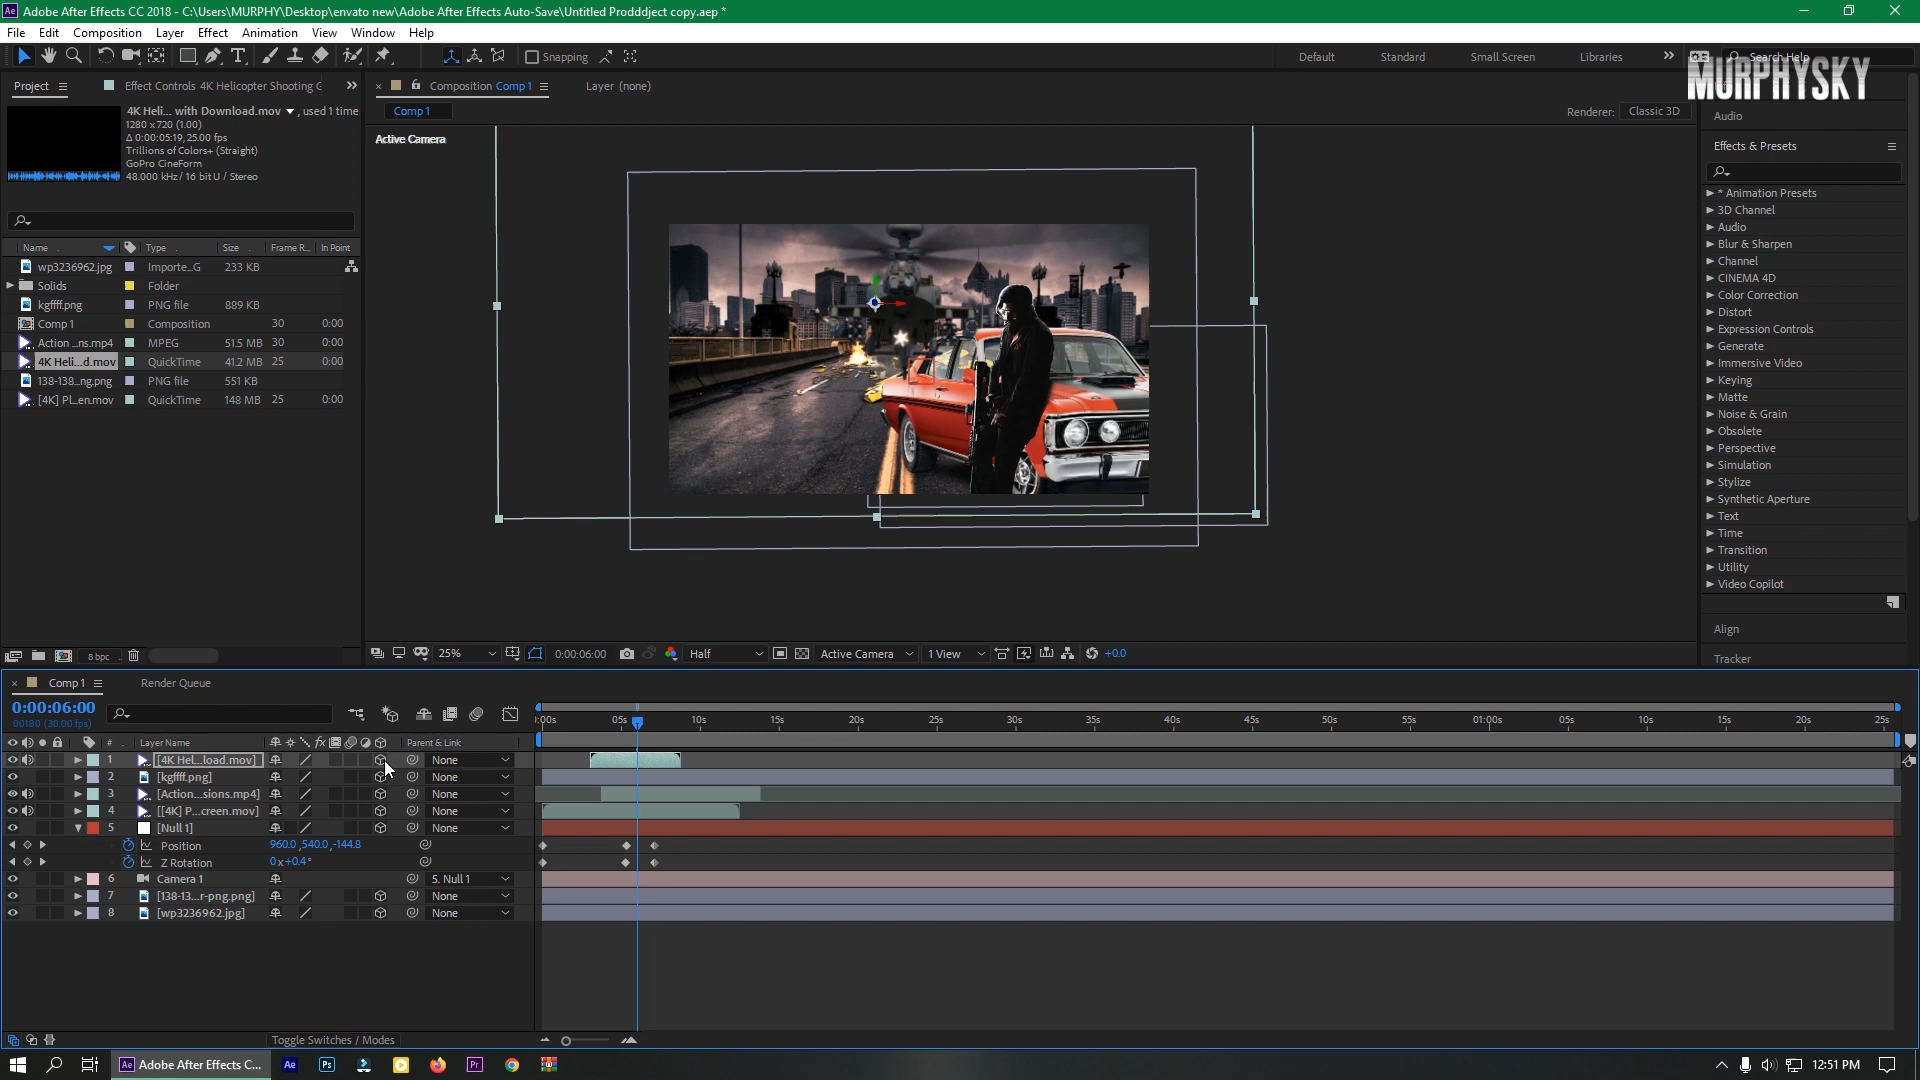 Adobe After Effects CC 2018 - C:\Users\MURPHY\Desktop\envato new\Adobe After Effects Auto-Save\Untitled Prodddject copy.aep *
File Edit Composition Layer Effect Animation View Window Help
Snapping Default Standard Small Screen Libraries Search Help
MURPHYSKY
Project Effect Controls 4K Helicopter Shooting G Composition Comp 1 Layer (none)
4K Heli... with Download.mov , used 1 time
1280 x 720 (1.00)
Δ 0:00:05:19, 25.00 fps
Trillions of Colors+ (Straight)
GoPro CineForm
48.000 kHz / 16 bit U / Stereo
Comp 1 Renderer: Classic 3D
Active Camera
Name Type Size Frame R... In Point
wp3236962.jpg Importe...G 233 KB
Solids Folder
kgffff.png PNG file 889 KB
Comp 1 Composition 30 0:00
Action ...ns.mp4 MPEG 51.5 MB 30 0:00
4K Heli...d.mov QuickTime 41.2 MB 25 0:00
138-138...ng.png PNG file 551 KB
[4K] Pl...en.mov QuickTime 148 MB 25 0:00
8 bpc
25% 0:00:06:00 Half Active Camera 1 View +0.0
Audio
Effects & Presets
* Animation Presets
3D Channel
Audio
Blur & Sharpen
Channel
CINEMA 4D
Color Correction
Distort
Expression Controls
Generate
Immersive Video
Keying
Matte
Noise & Grain
Obsolete
Perspective
Simulation
Stylize
Synthetic Aperture
Text
Time
Transition
Utility
Video Copilot
Align
Tracker
Comp 1 Render Queue
0:00:06:00
00180 (30.00 fps)
:00s 05s 10s 15s 20s 25s 30s 35s 40s 45s 50s 55s 01:00s 05s 10s 15s 20s 25s
# Layer Name Parent & Link
1 [4K Hel...load.mov] None
2 [kgffff.png] None
3 [Action...sions.mp4] None
4 [[4K] P...creen.mov] None
5 [Null 1]
Position 960.0 ,540.0 ,-144.8
Z Rotation 0x+0.4°
6 Camera 1 5. Null 1
7 [138-13...r-png.png] None
8 [wp3236962.jpg] None
Toggle Switches / Modes
Ae Adobe After Effects C... Ae Ps Pr 12:51 PM